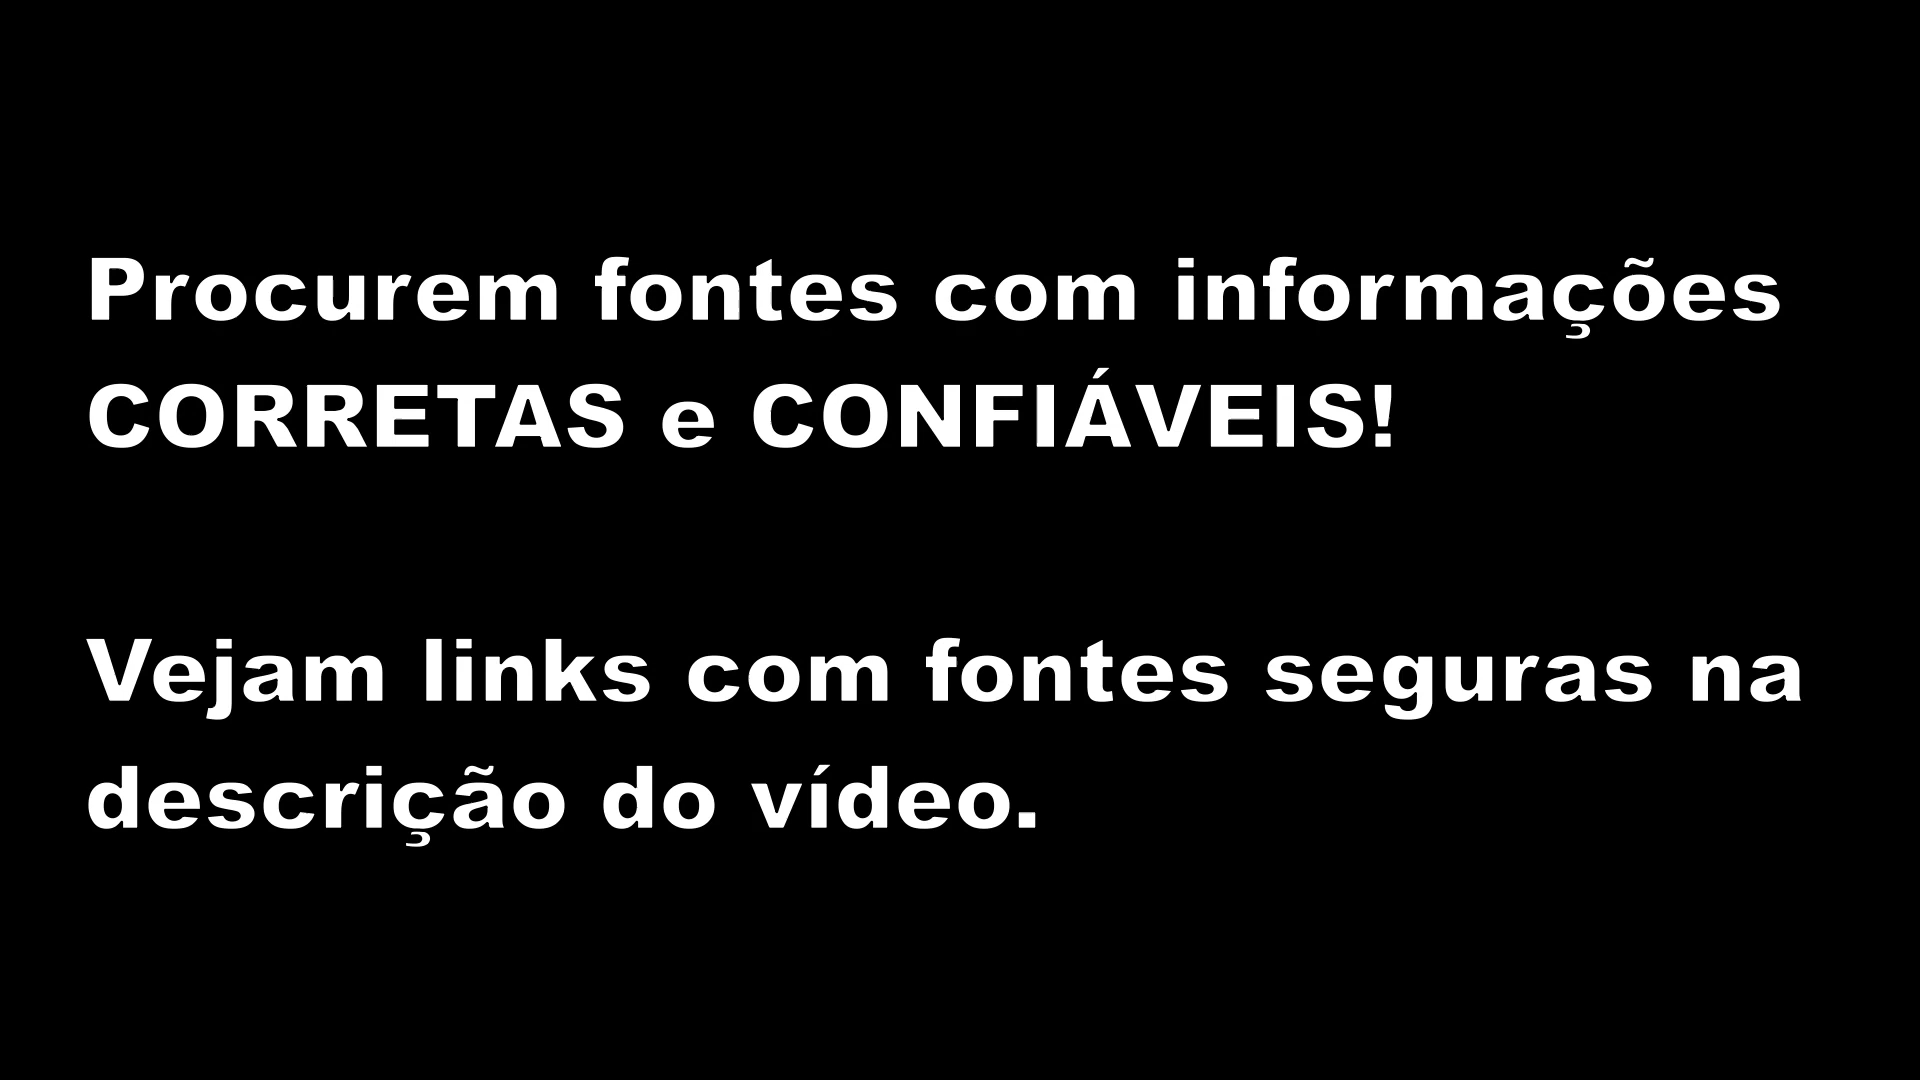 Procurem fontes com informações
CORRETAS e CONFIÁVEIS!
Vejam links com fontes seguras na
descrição do vídeo.